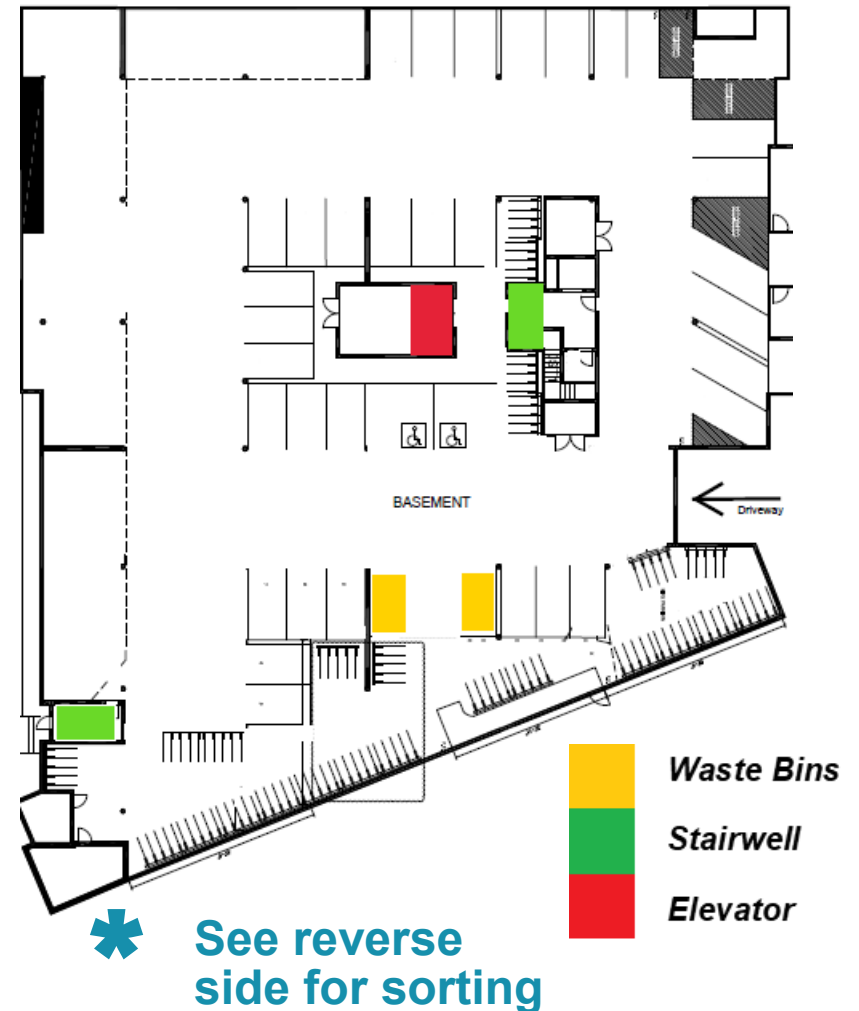 BASEMENT
Driveway
Waste Bins
Stairwell
Elevator
* See reverse
side for sorting